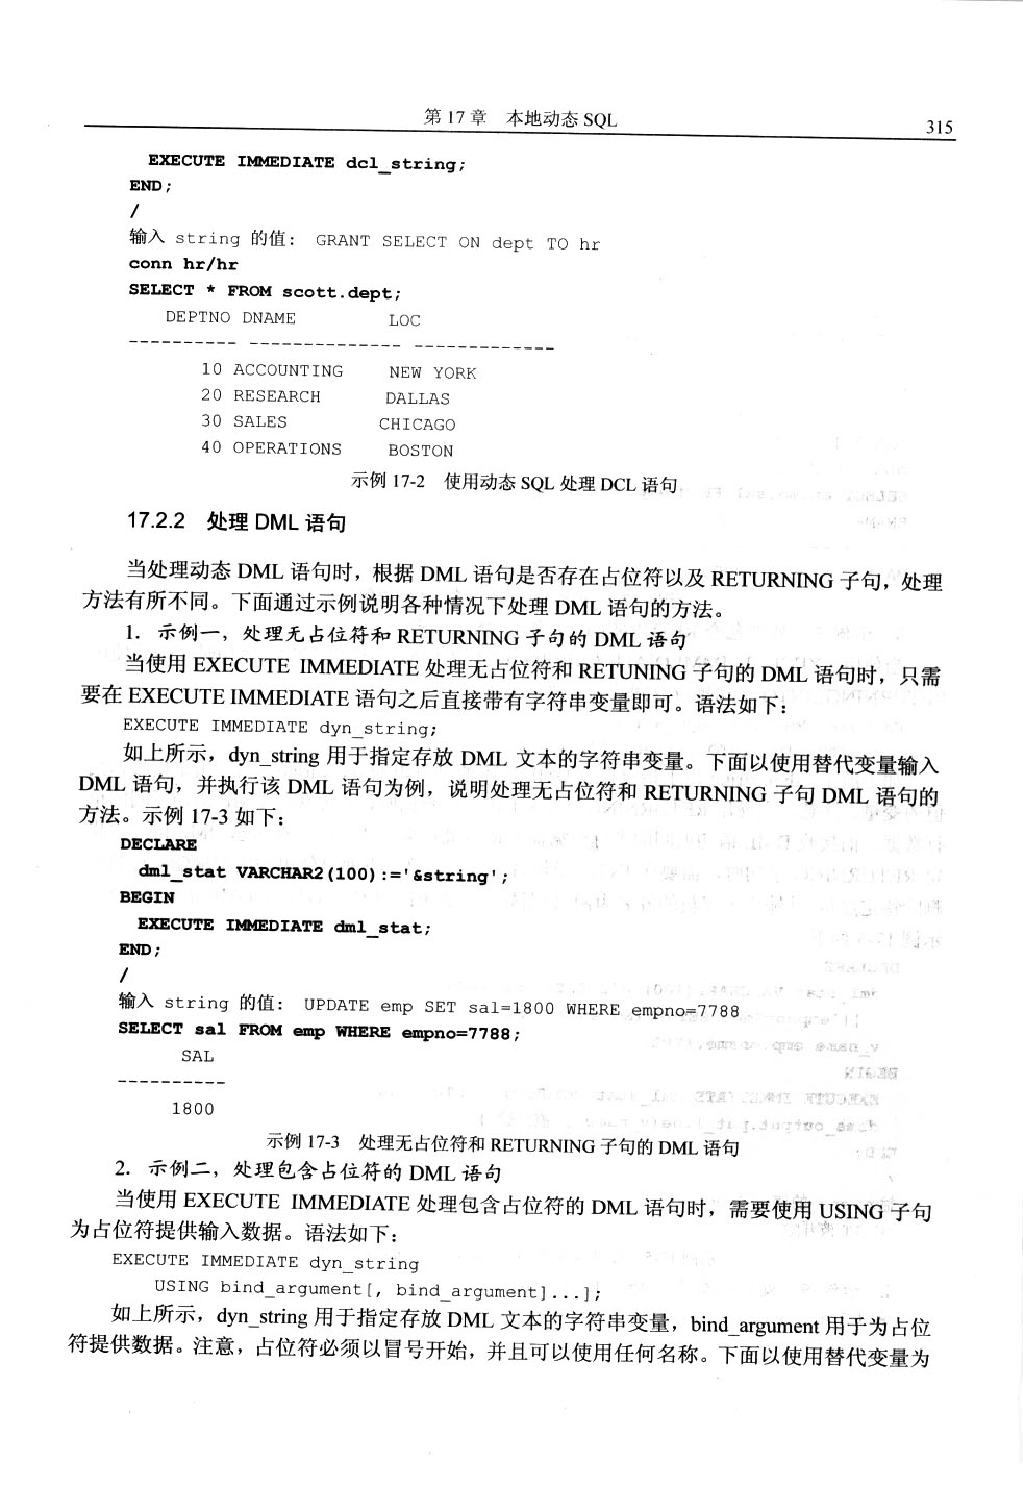 第 17 章 本地动态 SQL
315
EXECUTE IMMEDIATE dcl_string;
END;
/
输入 string 的值: GRANT SELECT ON dept TO hr
conn hr/hr
SELECT * FROM scott.dept;
DEPTNO DNAME LOC
---------- -------------- -------------
10 ACCOUNTING NEW YORK
20 RESEARCH DALLAS
30 SALES CHICAGO
40 OPERATIONS BOSTON
示例 17-2 使用动态 SQL 处理 DCL 语句
17.2.2 处理 DML 语句
当处理动态 DML 语句时，根据 DML 语句是否存在占位符以及 RETURNING 子句，处理
方法有所不同。下面通过示例说明各种情况下处理 DML 语句的方法。
1. 示例一，处理无占位符和 RETURNING 子句的 DML 语句
当使用 EXECUTE IMMEDIATE 处理无占位符和 RETUNING 子句的 DML 语句时，只需
要在 EXECUTE IMMEDIATE 语句之后直接带有字符串变量即可。语法如下：
EXECUTE IMMEDIATE dyn_string;
如上所示，dyn_string 用于指定存放 DML 文本的字符串变量。下面以使用替代变量输入
DML 语句，并执行该 DML 语句为例，说明处理无占位符和 RETURNING 子句 DML 语句的
方法。示例 17-3 如下：
DECLARE
dml_stat VARCHAR2(100):='&string';
BEGIN
EXECUTE IMMEDIATE dml_stat;
END;
/
输入 string 的值: UPDATE emp SET sal=1800 WHERE empno=7788
SELECT sal FROM emp WHERE empno=7788;
SAL
----------
1800
示例 17-3 处理无占位符和 RETURNING 子句的 DML 语句
2. 示例二，处理包含占位符的 DML 语句
当使用 EXECUTE IMMEDIATE 处理包含占位符的 DML 语句时，需要使用 USING 子句
为占位符提供输入数据。语法如下：
EXECUTE IMMEDIATE dyn_string
USING bind_argument[, bind_argument]...];
如上所示，dyn_string 用于指定存放 DML 文本的字符串变量，bind_argument 用于为占位
符提供数据。注意，占位符必须以冒号开始，并且可以使用任何名称。下面以使用替代变量为